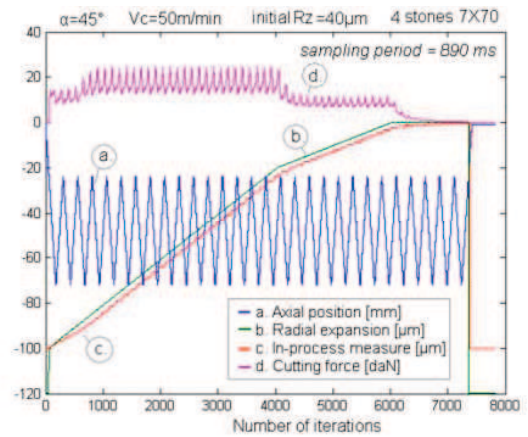 α=45° Vc=50m/min initial Rz =40µm 4 stones 7X70
sampling period = 890 ms
40
20
0
-20
-40
-60
-80
-100
-120
d
b
a.
c
a. Axial position [mm]
b. Radial expansion [µm]
c. In-process measure [µm]
d. Cutting force [daN]
0 1000 2000 3000 4000 5000 6000 7000 8000
Number of iterations